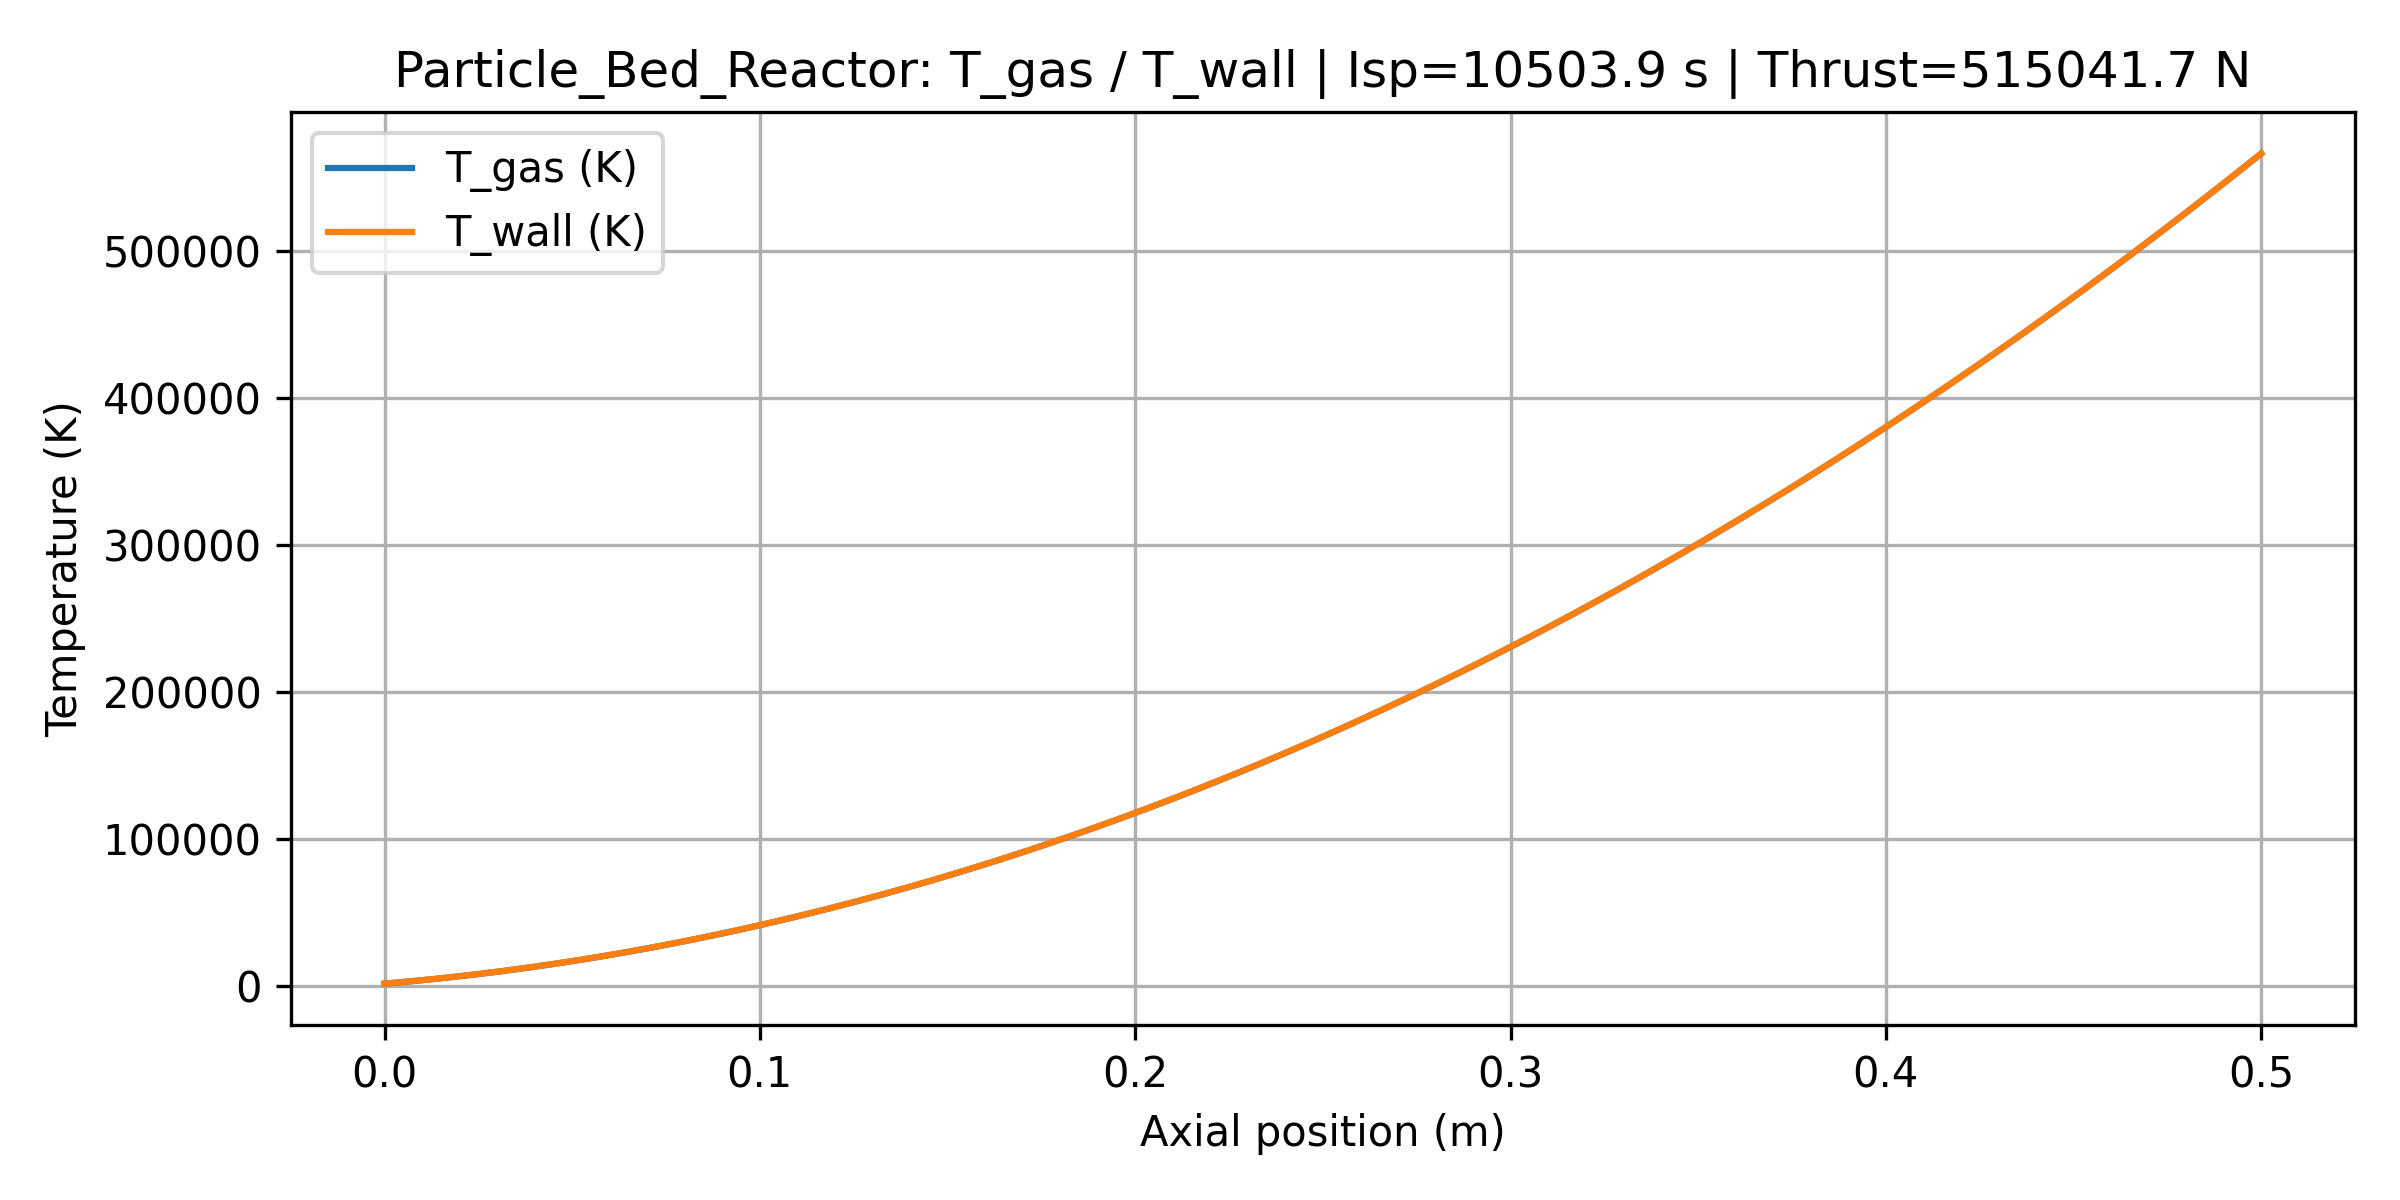 Particle_Bed_Reactor: T_gas / T_wall | Isp=10503.9 s | Thrust=515041.7 N
T_gas (K)
T_wall (K)
Temperature (K)
500000
400000
300000
200000
100000
0
0.0 0.1 0.2 0.3 0.4 0.5
Axial position (m)